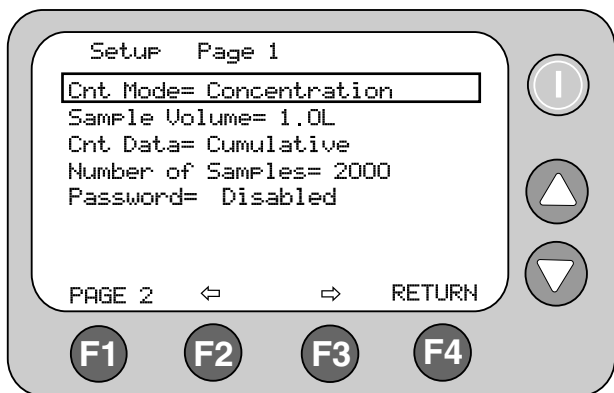 Setup Page 1
Cnt Mode= Concentration
Sample Volume= 1.0L
Cnt Data= Cumulative
Number of Samples= 2000
Password= Disabled
PAGE 2 ⇦ ⇨ RETURN
F1 F2 F3 F4